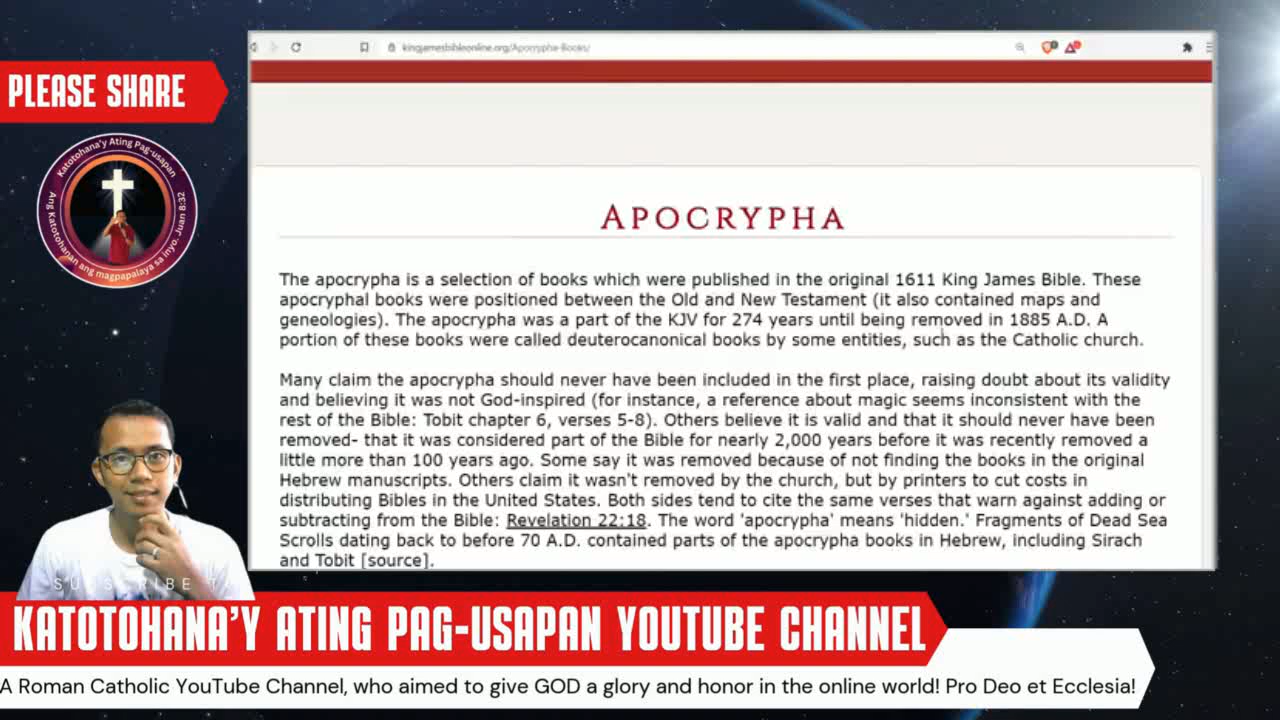 PLEASE SHARE
Katotohana'y Ating Pag-usapan
Ang Katotohanan ang magpapalaya sa inyo. Juan 8:32
kingjamesbibleonline.org/Apocrypha-Books/
APOCRYPHA
The apocrypha is a selection of books which were published in the original 1611 King James Bible. These
apocryphal books were positioned between the Old and New Testament (it also contained maps and
geneologies). The apocrypha was a part of the KJV for 274 years until being removed in 1885 A.D. A
portion of these books were called deuterocanonical books by some entities, such as the Catholic church.
Many claim the apocrypha should never have been included in the first place, raising doubt about its validity
and believing it was not God-inspired (for instance, a reference about magic seems inconsistent with the
rest of the Bible: Tobit chapter 6, verses 5-8). Others believe it is valid and that it should never have been
removed- that it was considered part of the Bible for nearly 2,000 years before it was recently removed a
little more than 100 years ago. Some say it was removed because of not finding the books in the original
Hebrew manuscripts. Others claim it wasn't removed by the church, but by printers to cut costs in
distributing Bibles in the United States. Both sides tend to cite the same verses that warn against adding or
subtracting from the Bible: Revelation 22:18. The word 'apocrypha' means 'hidden.' Fragments of Dead Sea
Scrolls dating back to before 70 A.D. contained parts of the apocrypha books in Hebrew, including Sirach
and Tobit [source].
SUBSCRIBE
KATOTOHANA'Y ATING PAG-USAPAN YOUTUBE CHANNEL
A Roman Catholic YouTube Channel, who aimed to give GOD a glory and honor in the online world! Pro Deo et Ecclesia!